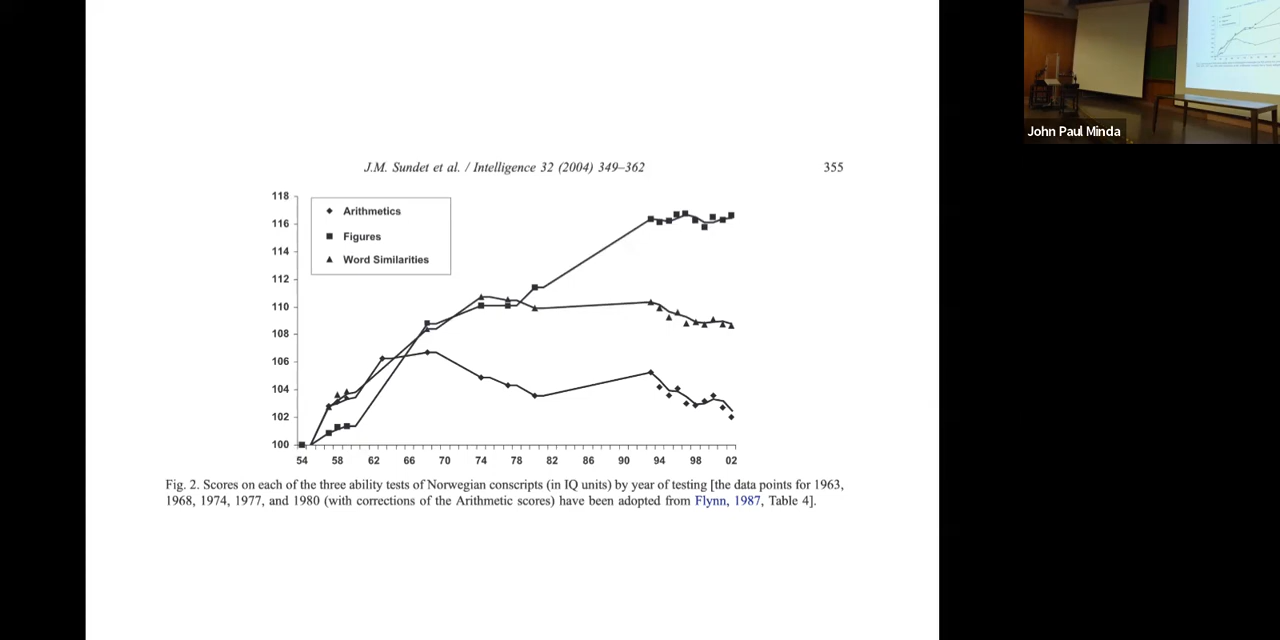 J.M. Sundet et al. / Intelligence 32 (2004) 349–362
355
118
116
114
112
110
108
106
104
102
100
Arithmetics
Figures
Word Similarities
54 58 62 66 70 74 78 82 86 90 94 98 02
Fig. 2. Scores on each of the three ability tests of Norwegian conscripts (in IQ units) by year of testing [the data points for 1963,
1968, 1974, 1977, and 1980 (with corrections of the Arithmetic scores) have been adopted from Flynn, 1987, Table 4].
John Paul Minda